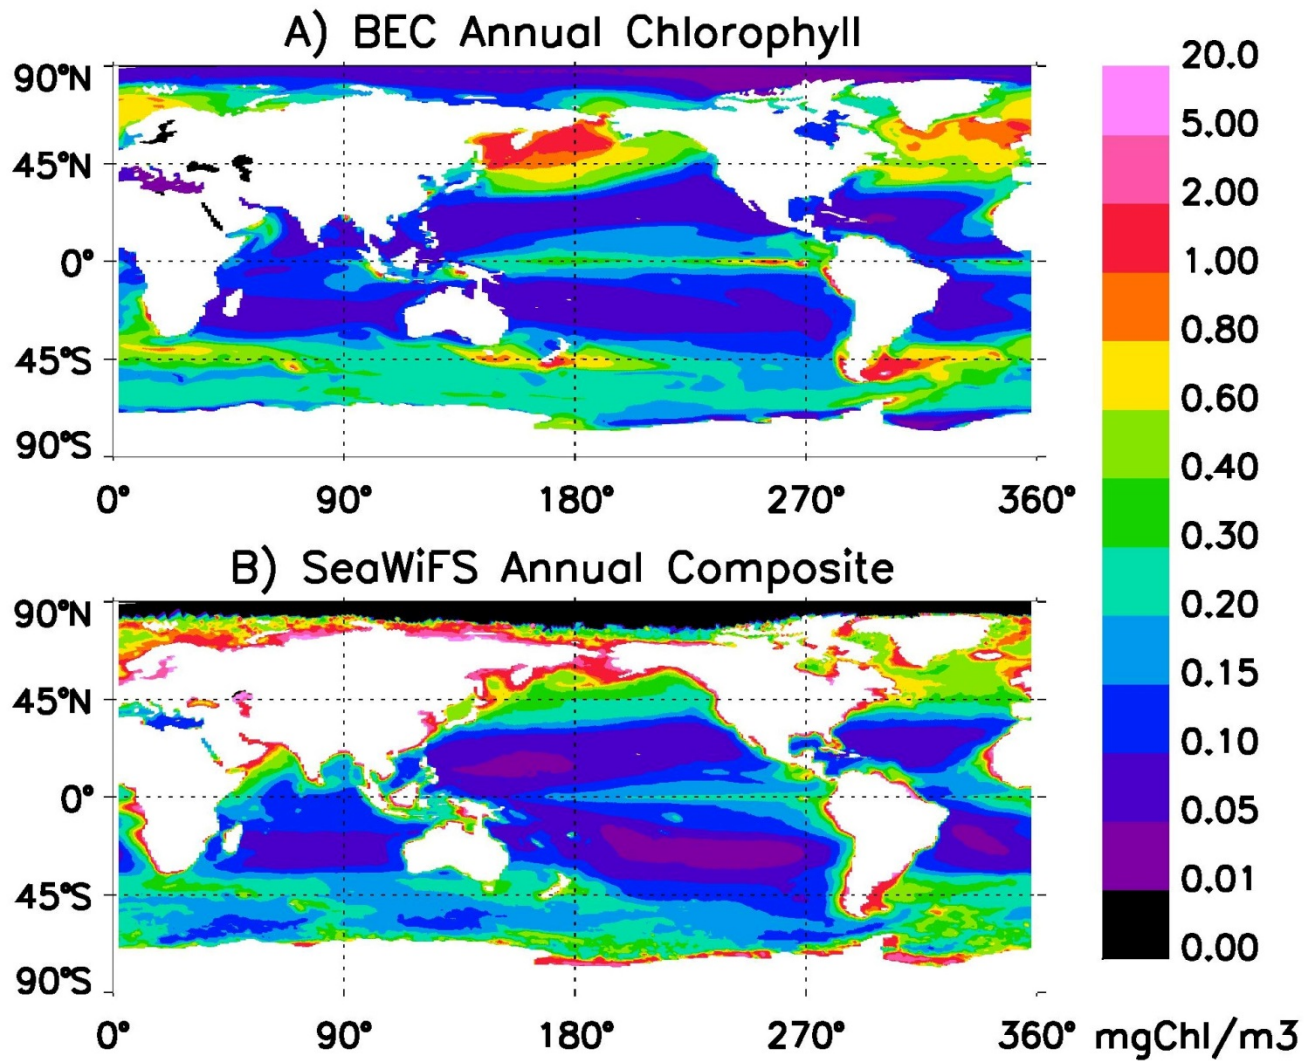 A) BEC Annual Chlorophyll
90°N
45°N
0°
45°S
90°S
0° 90° 180° 270° 360°
B) SeaWiFS Annual Composite
90°N
45°N
0°
45°S
90°S
0° 90° 180° 270° 360°
20.0
5.00
2.00
1.00
0.80
0.60
0.40
0.30
0.20
0.15
0.10
0.05
0.01
0.00
mgChl/m3